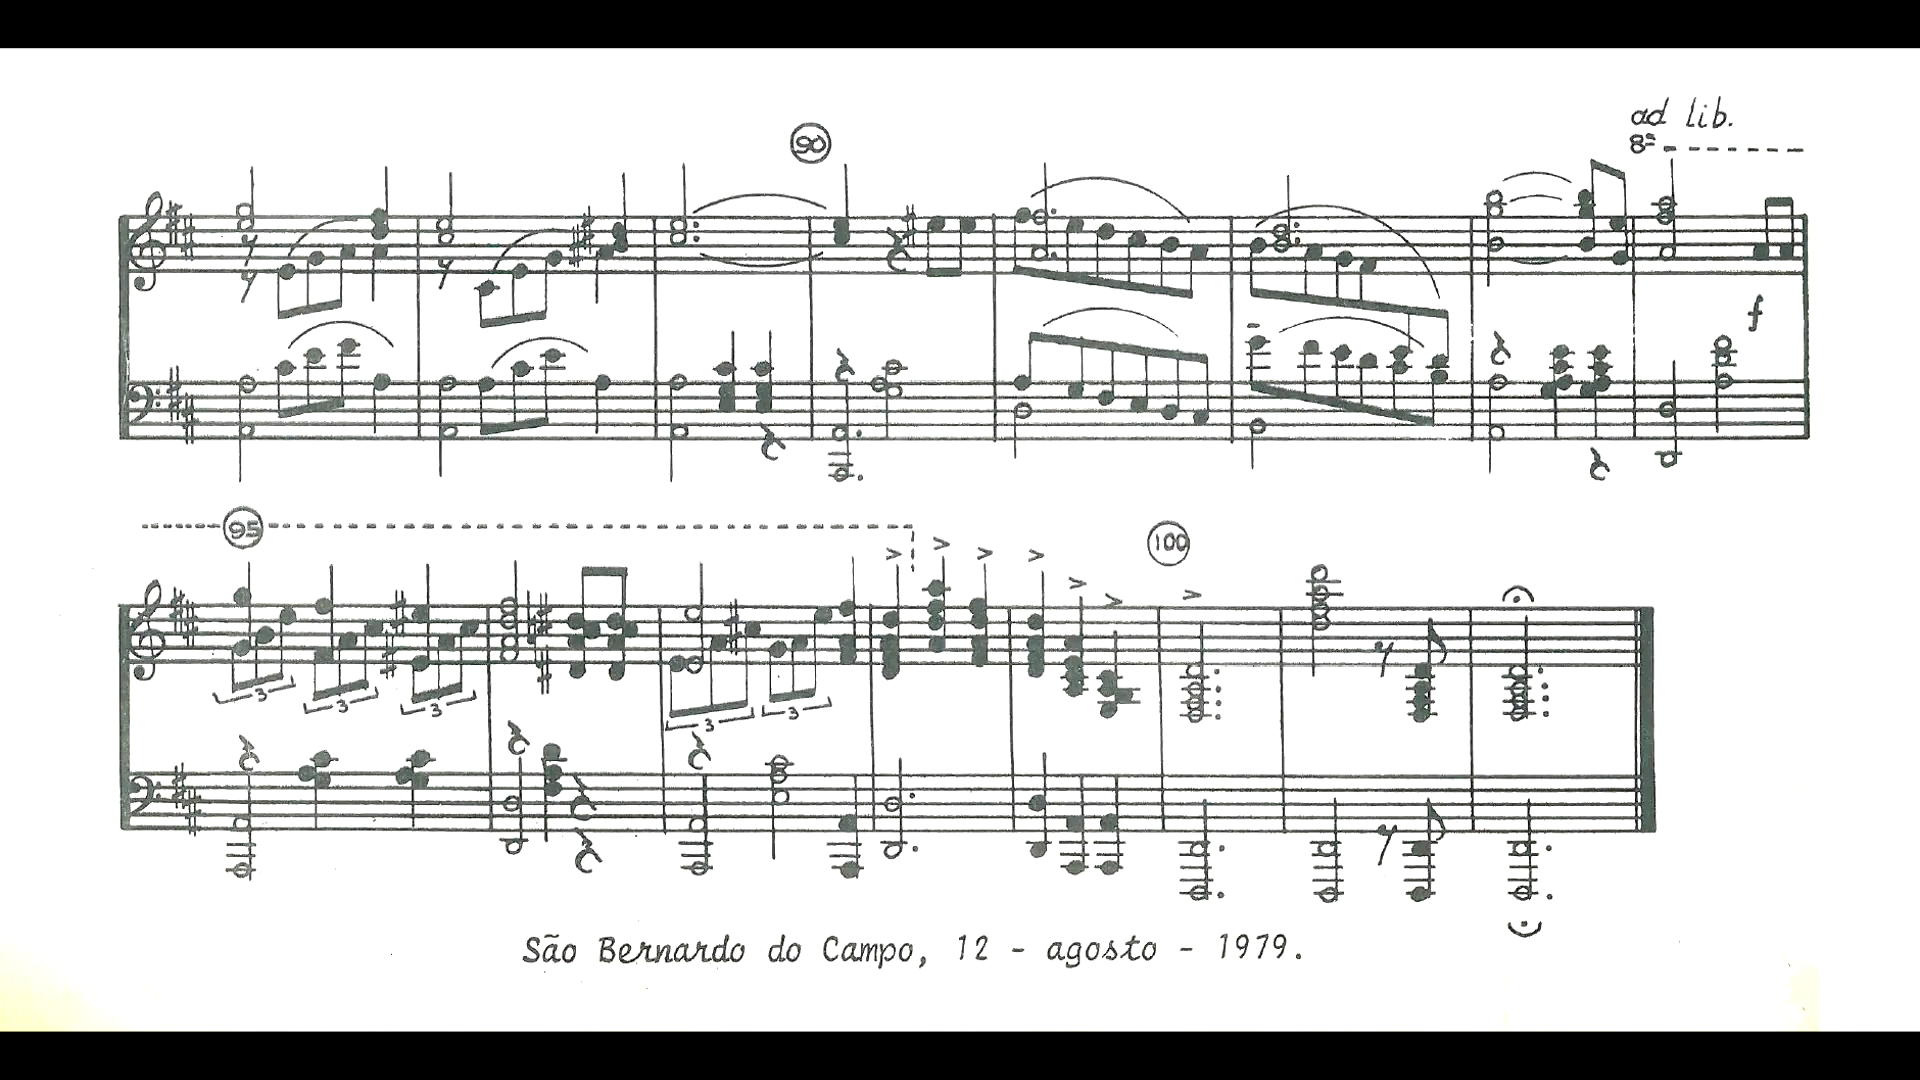 ad lib.
90
8ª
f
95
3 3 3 3 3
100
São Bernardo do Campo, 12 - agosto - 1979.